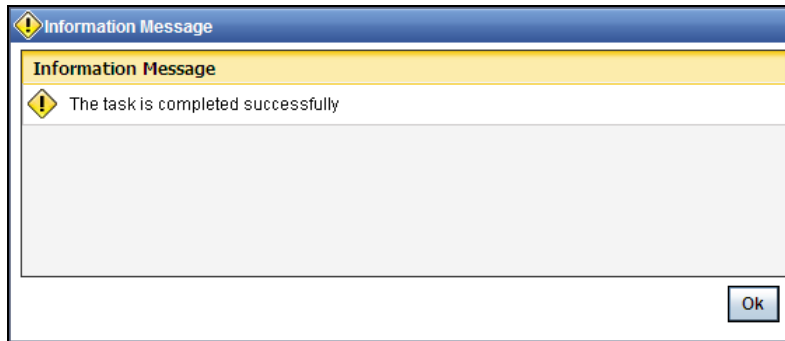 Information Message
Information Message
The task is completed successfully
Ok